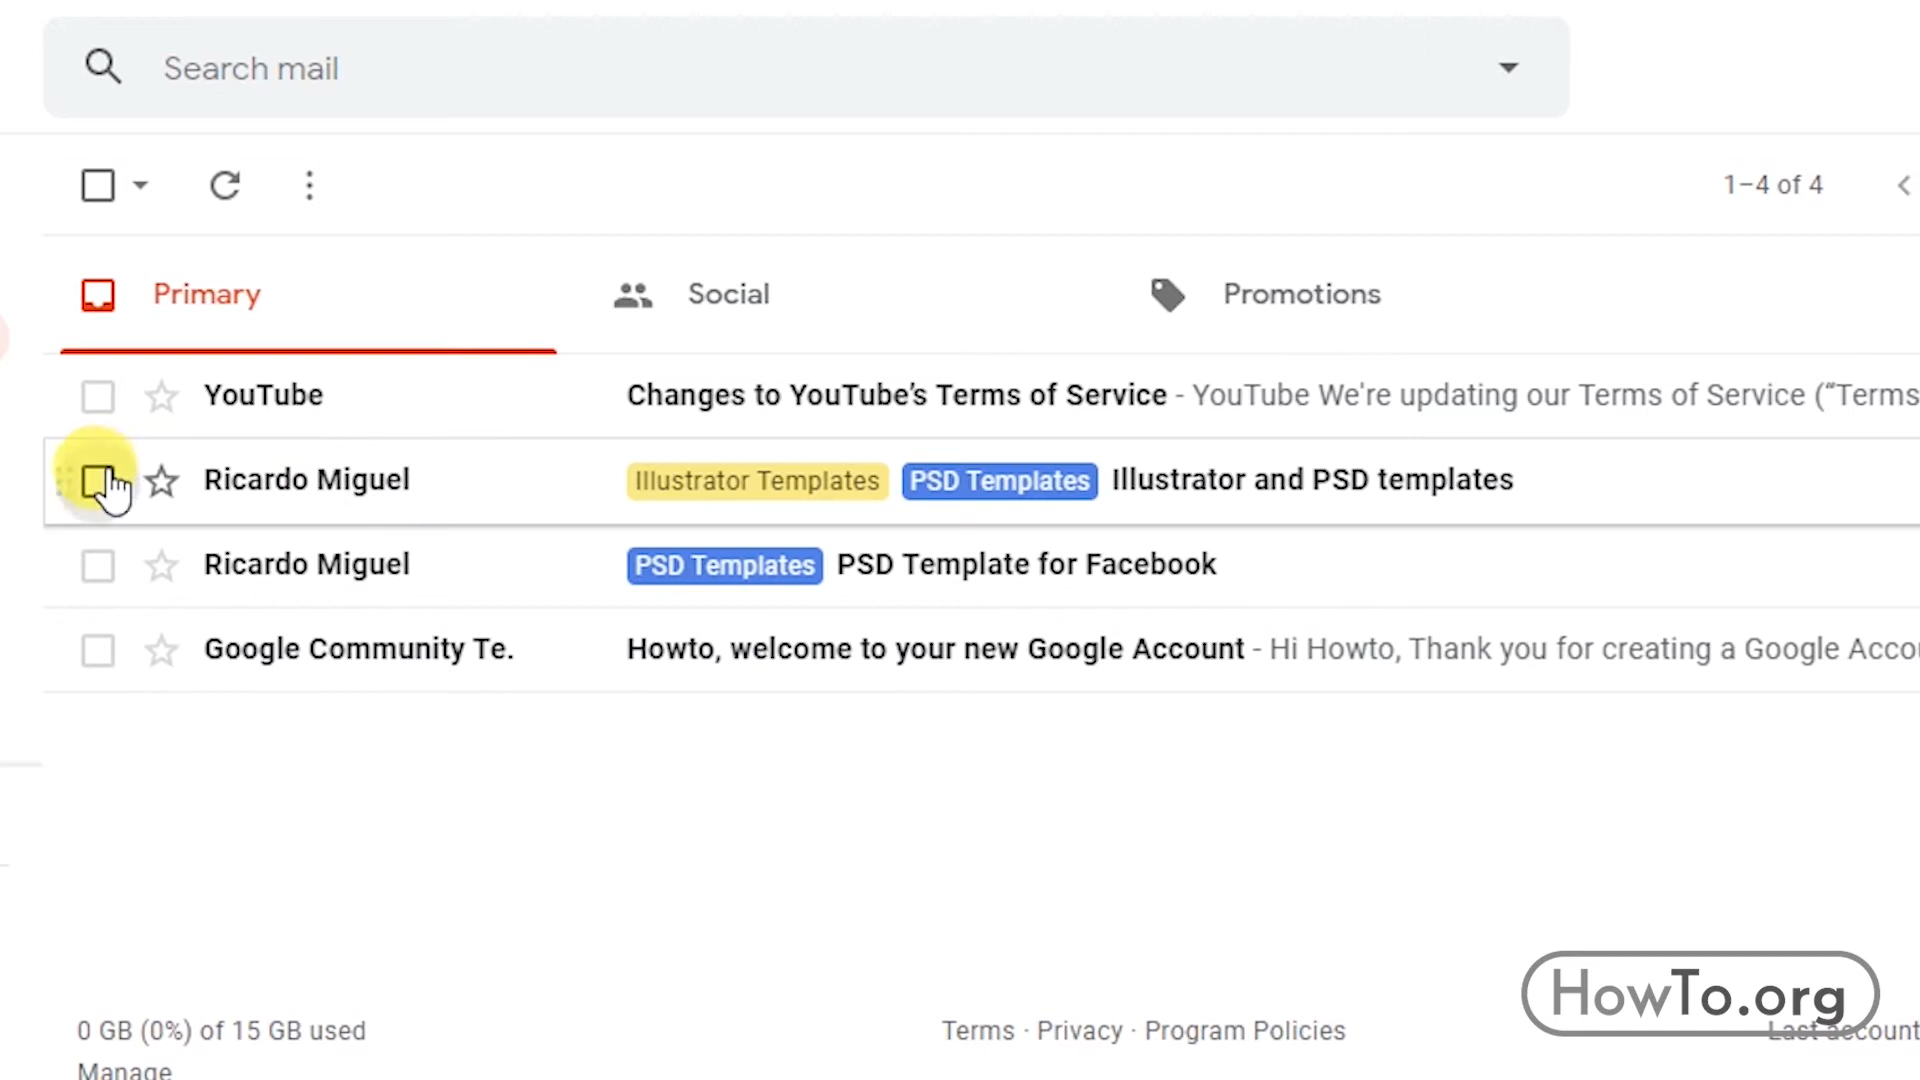 Search mail
1–4 of 4
Primary
Social
Promotions
YouTube Changes to YouTube's Terms of Service - YouTube We're updating our Terms of Service (“Terms
Ricardo Miguel Illustrator Templates PSD Templates Illustrator and PSD templates
Ricardo Miguel PSD Templates PSD Template for Facebook
Google Community Te. Howto, welcome to your new Google Account - Hi Howto, Thank you for creating a Google Accou
HowTo.org
0 GB (0%) of 15 GB used
Manage
Terms · Privacy · Program Policies
Last account